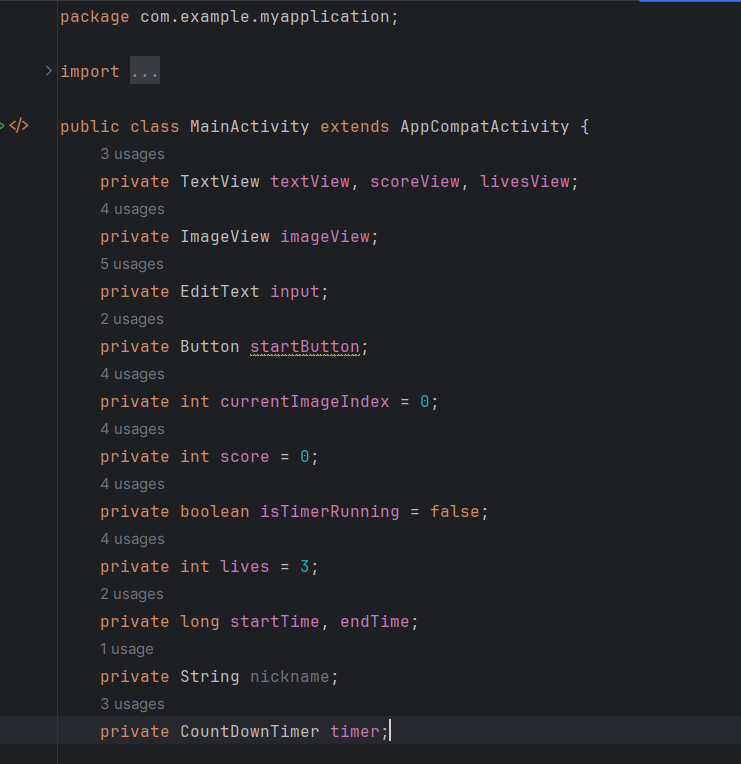 package com.example.myapplication;
import ...
public class MainActivity extends AppCompatActivity {
3 usages
private TextView textView, scoreView, livesView;
4 usages
private ImageView imageView;
5 usages
private EditText input;
2 usages
private Button startButton;
4 usages
private int currentImageIndex = 0;
4 usages
private int score = 0;
4 usages
private boolean isTimerRunning = false;
4 usages
private int lives = 3;
2 usages
private long startTime, endTime;
1 usage
private String nickname;
3 usages
private CountDownTimer timer;